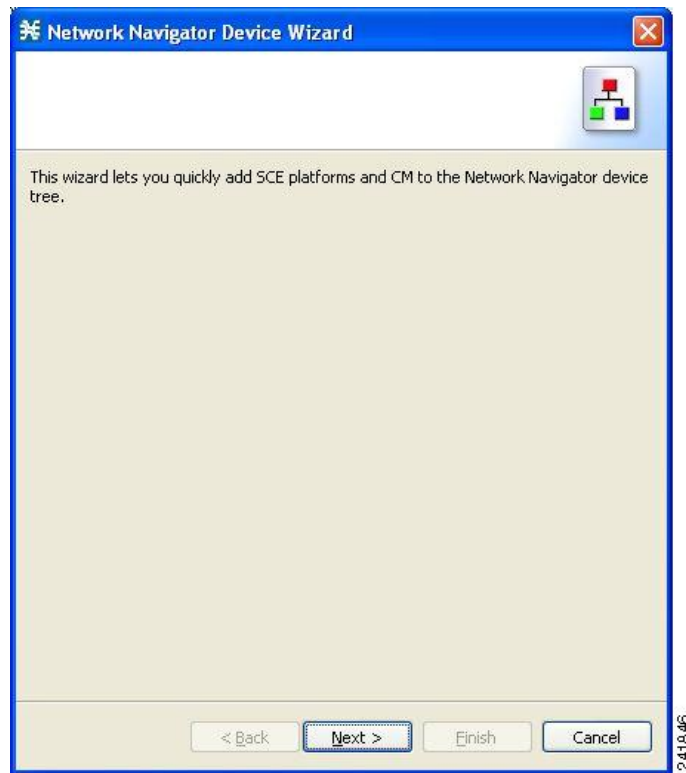 Network Navigator Device Wizard
This wizard lets you quickly add SCE platforms and CM to the Network Navigator device
tree.
< Back
Next >
Finish
Cancel
241846